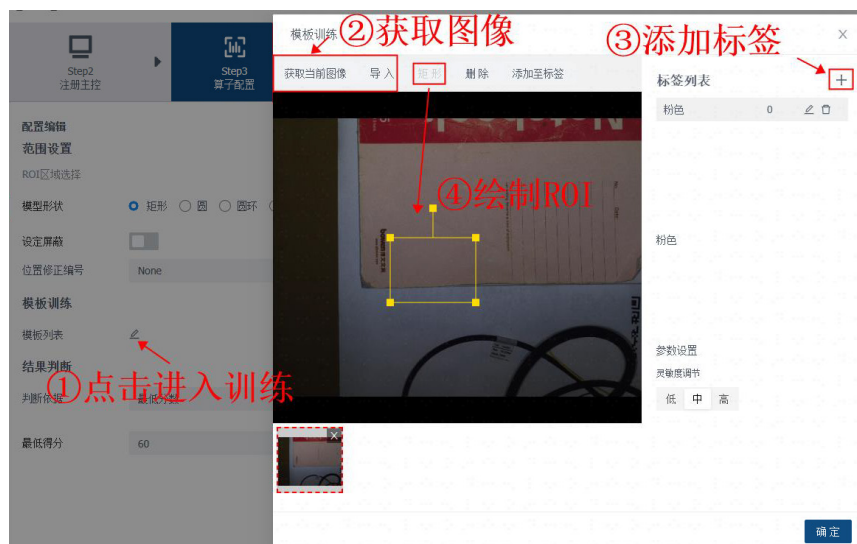 Step2
注册主控
Step3
算子配置
配置编辑
范围设置
ROI区域选择
模型形状
矩形
圆
圆环
设定屏蔽
位置修正编号
None
模板训练
模板列表
①点击进入训练
结果判断
判断依据
最低分数
最低得分
60
模板训练
②获取图像
③添加标签
获取当前图像
导入
矩形
删除
添加至标签
④绘制ROI
标签列表
粉色
0
粉色
参数设置
灵敏度调节
低
中
高
确定